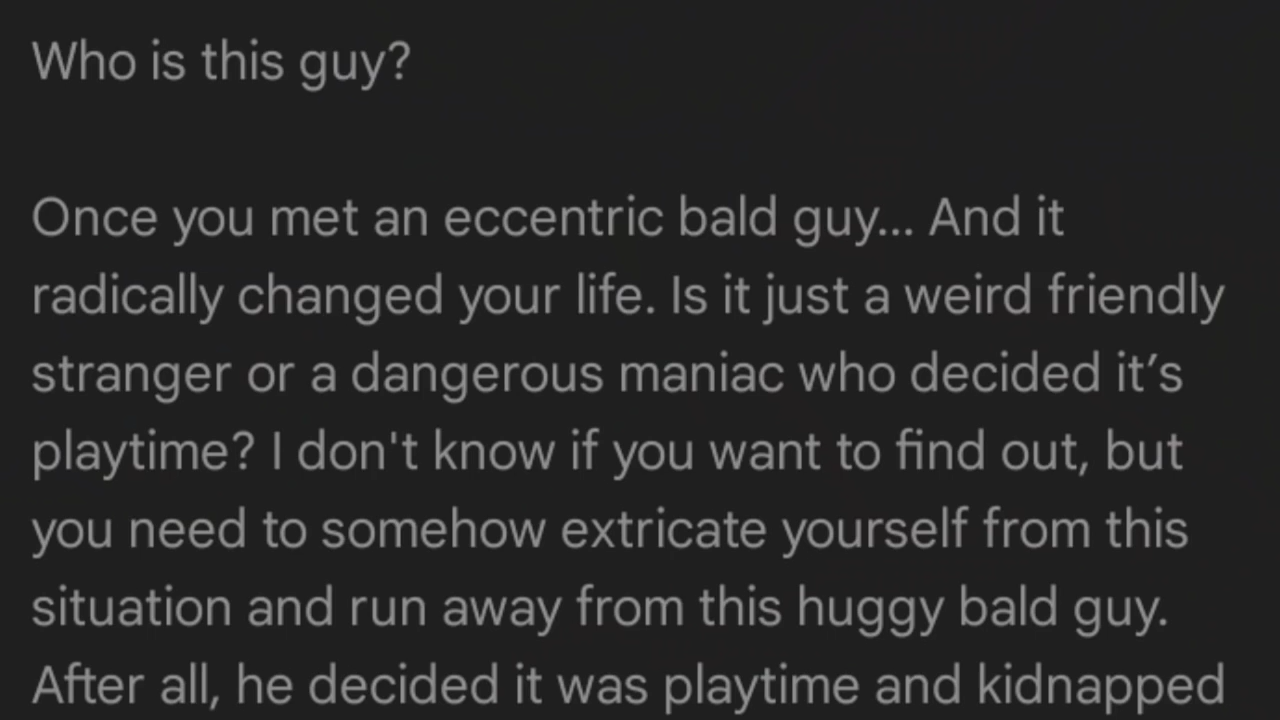 Who is this guy?
Once you met an eccentric bald guy... And it
radically changed your life. Is it just a weird friendly
stranger or a dangerous maniac who decided it’s
playtime? I don't know if you want to find out, but
you need to somehow extricate yourself from this
situation and run away from this huggy bald guy.
After all, he decided it was playtime and kidnapped